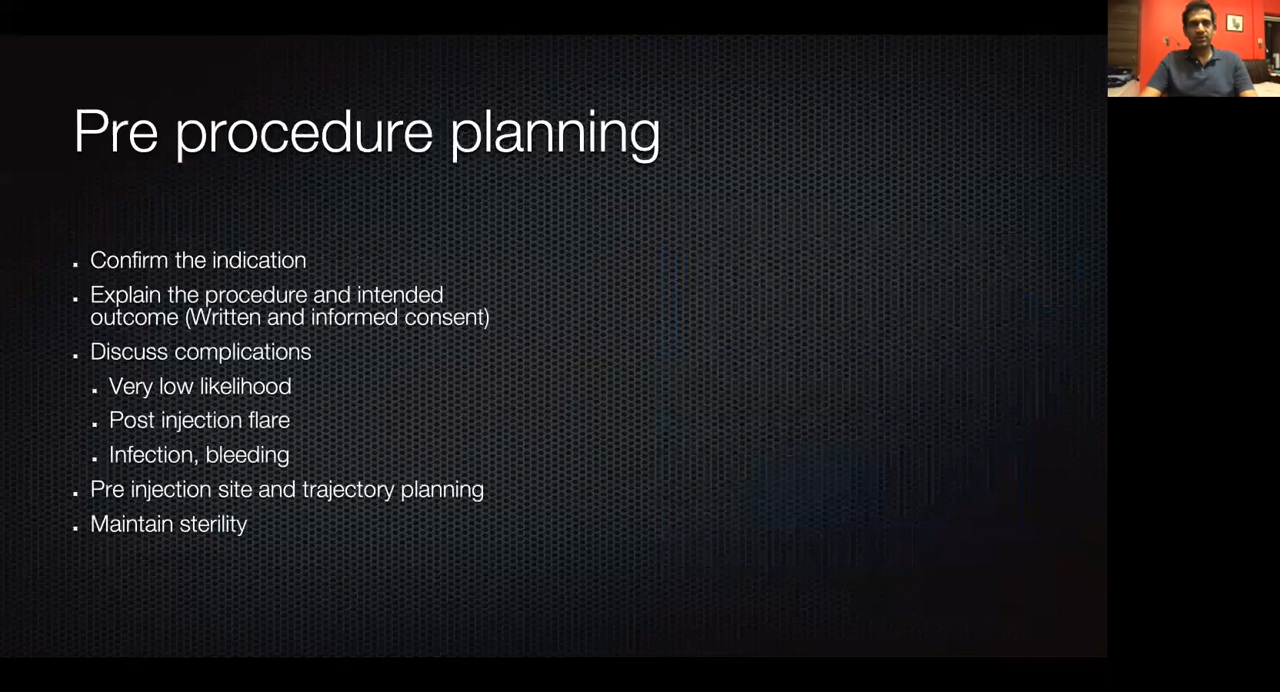 Pre procedure planning
Confirm the indication
Explain the procedure and intended
outcome (Written and informed consent)
Discuss complications
Very low likelihood
Post injection flare
Infection, bleeding
Pre injection site and trajectory planning
Maintain sterility